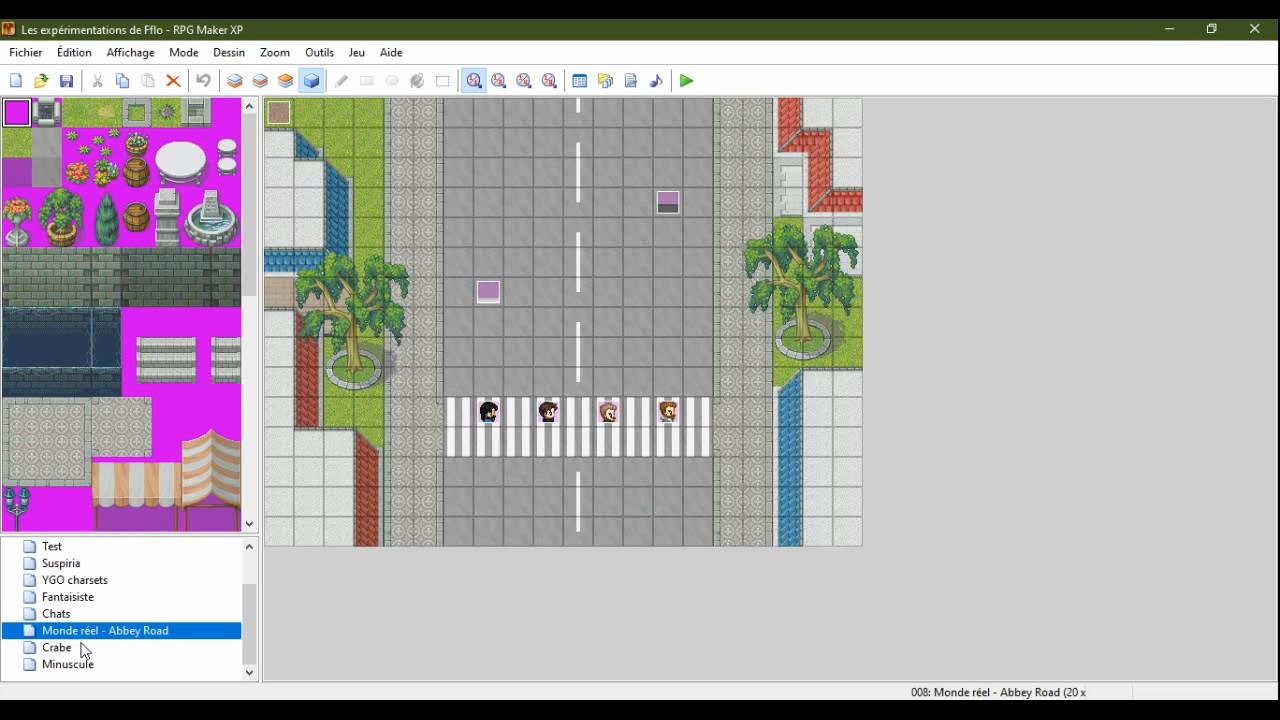 Les expérimentations de Fflo - RPG Maker XP
Fichier Édition Affichage Mode Dessin Zoom Outils Jeu Aide
Test
Suspiria
YGO charsets
Fantaisiste
Chats
Monde réel - Abbey Road
Crabe
Minuscule
008: Monde réel - Abbey Road (20 x